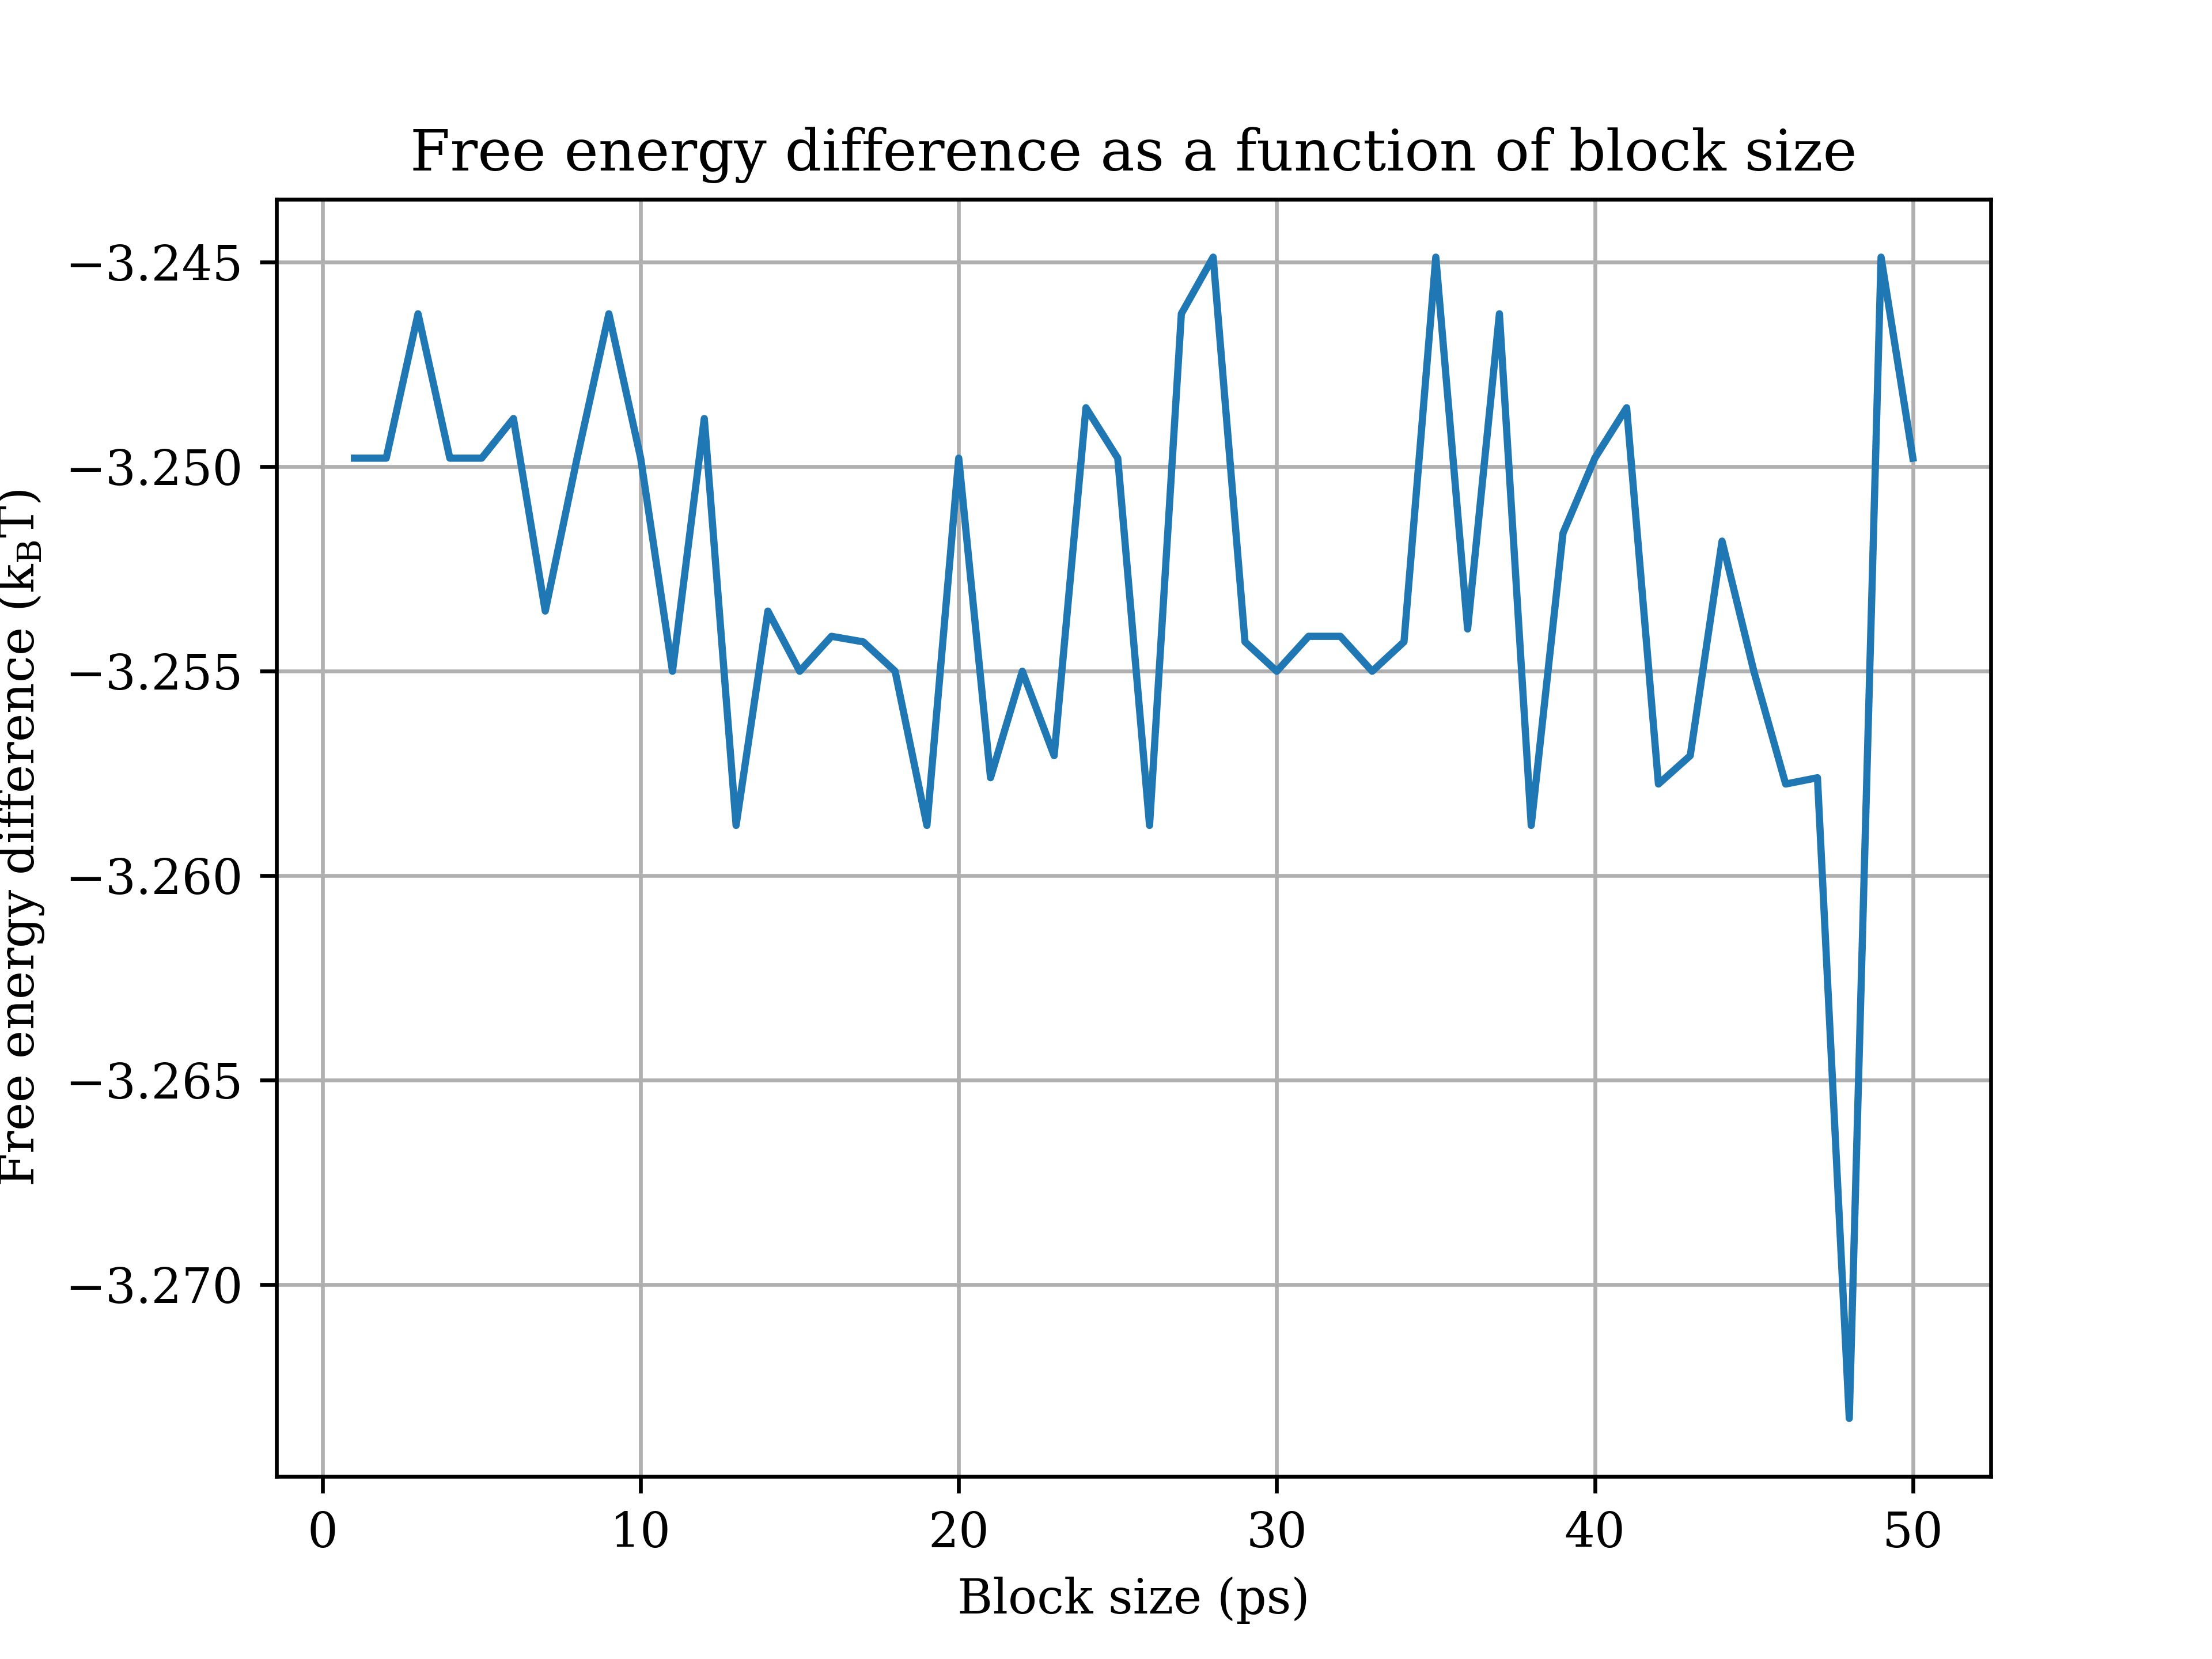 Free energy difference as a function of block size
−3.245
−3.250
−3.255
−3.260
−3.265
−3.270
Free energy difference (kBT)
0 10 20 30 40 50
Block size (ps)